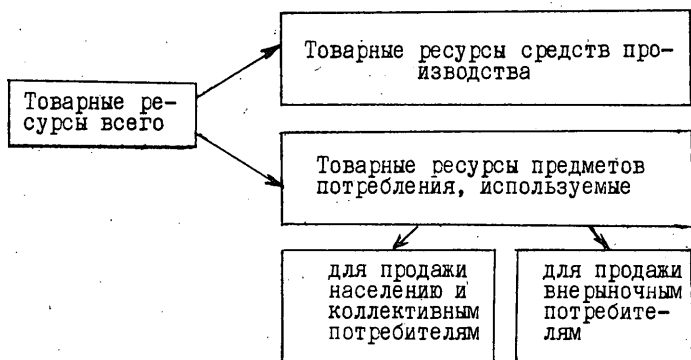 Товарные ресурсы средств про-
изводства
Товарные ре-
сурсы всего
Товарные ресурсы предметов
потребления, используемые
для продажи
населению и
коллективным
потребителям
для продажи
внерыночным
потребите-
лям